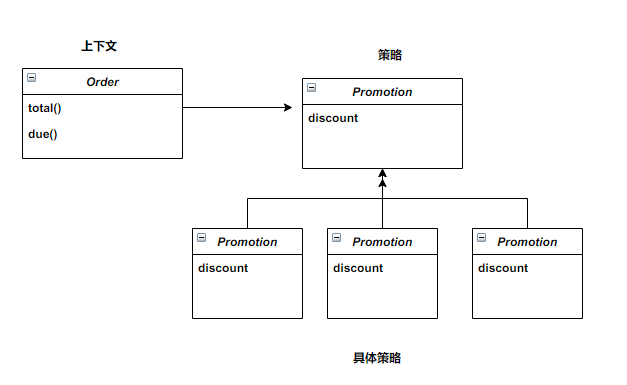 上下文
策略
Order
total()
due()
Promotion
discount
Promotion
discount
Promotion
discount
Promotion
discount
具体策略